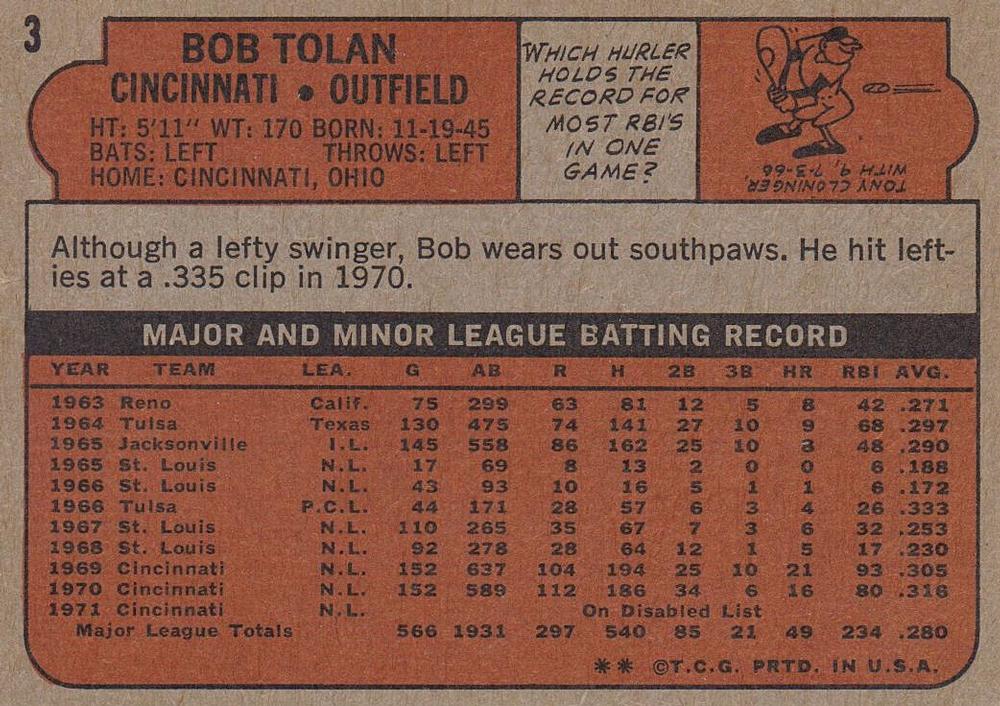 3
BOB TOLAN
CINCINNATI • OUTFIELD
HT: 5'11" WT: 170 BORN: 11-19-45
BATS: LEFT THROWS: LEFT
HOME: CINCINNATI, OHIO
WHICH HURLER
HOLDS THE
RECORD FOR
MOST RBI'S
IN ONE
GAME?
TONY CLONINGER,
WITH 9, 7-3-66
Although a lefty swinger, Bob wears out southpaws. He hit left-
ies at a .335 clip in 1970.
MAJOR AND MINOR LEAGUE BATTING RECORD
YEAR TEAM LEA. G AB R H 2B 3B HR RBI AVG.
1963 Reno Calif. 75 299 63 81 12 5 8 42 .271
1964 Tulsa Texas 130 475 74 141 27 10 9 68 .297
1965 Jacksonville I.L. 145 558 86 162 25 10 3 48 .290
1965 St. Louis N.L. 17 69 8 13 2 0 0 6 .188
1966 St. Louis N.L. 43 93 10 16 5 1 1 6 .172
1966 Tulsa P.C.L. 44 171 28 57 6 3 4 26 .333
1967 St. Louis N.L. 110 265 35 67 7 3 6 32 .253
1968 St. Louis N.L. 92 278 28 64 12 1 5 17 .230
1969 Cincinnati N.L. 152 637 104 194 25 10 21 93 .305
1970 Cincinnati N.L. 152 589 112 186 34 6 16 80 .316
1971 Cincinnati N.L. On Disabled List
Major League Totals 566 1931 297 540 85 21 49 234 .280
** ©T.C.G. PRTD. IN U.S.A.